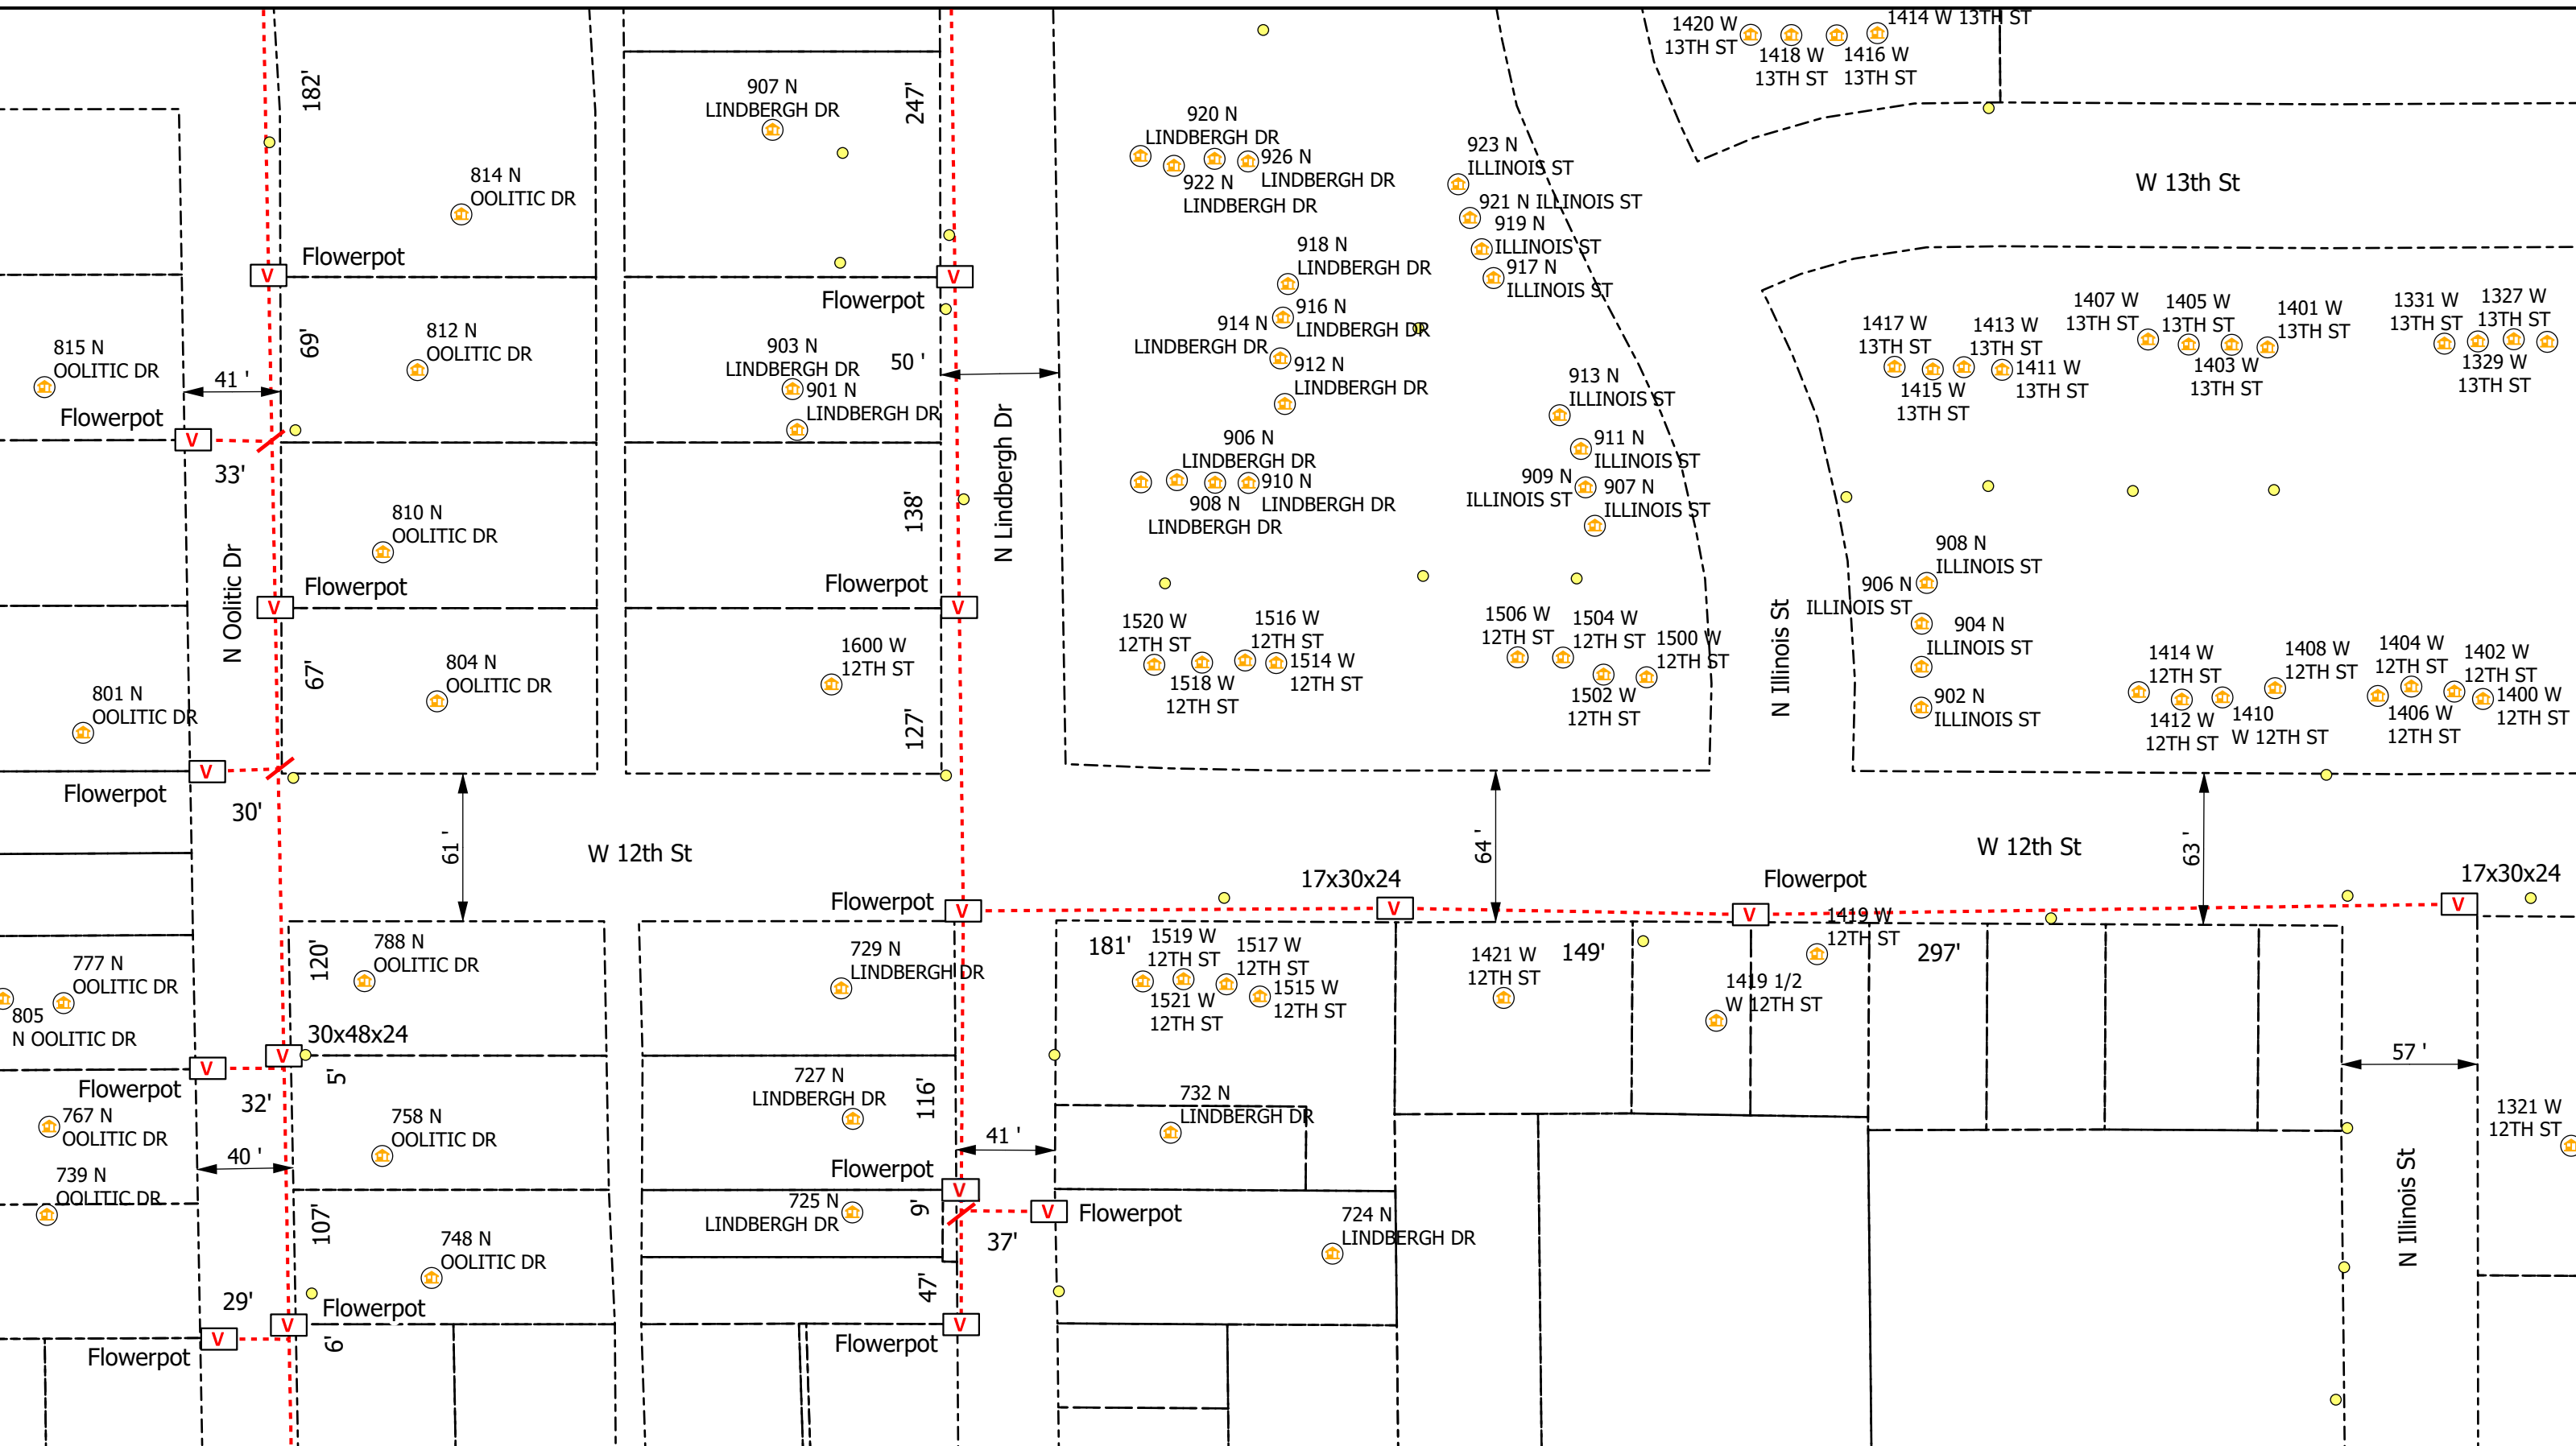 1420 W
13TH ST
1418 W
13TH ST
1416 W
13TH ST
1414 W 13TH ST
182'
907 N
LINDBERGH DR
247'
920 N
LINDBERGH DR
922 N
LINDBERGH DR
926 N
LINDBERGH DR
923 N
ILLINOIS ST
921 N ILLINOIS ST
919 N
ILLINOIS ST
917 N
ILLINOIS ST
W 13th St
814 N
OOLITIC DR
Flowerpot
V
V
Flowerpot
918 N
LINDBERGH DR
916 N
LINDBERGH DR
914 N
LINDBERGH DR
912 N
LINDBERGH DR
1417 W
13TH ST
1415 W
13TH ST
1413 W
13TH ST
1411 W
13TH ST
1407 W
13TH ST
1405 W
13TH ST
1403 W
13TH ST
1401 W
13TH ST
1331 W
13TH ST
1327 W
13TH ST
1329 W
13TH ST
815 N
OOLITIC DR
41 '
69'
812 N
OOLITIC DR
903 N
LINDBERGH DR
901 N
LINDBERGH DR
50 '
Flowerpot
V
33'
N Lindbergh Dr
913 N
ILLINOIS ST
911 N
ILLINOIS ST
909 N
ILLINOIS ST
907 N
ILLINOIS ST
906 N
LINDBERGH DR
908 N
LINDBERGH DR
910 N
LINDBERGH DR
138'
810 N
OOLITIC DR
N Oolitic Dr
V
Flowerpot
Flowerpot
V
908 N
ILLINOIS ST
906 N
ILLINOIS ST
904 N
ILLINOIS ST
902 N
ILLINOIS ST
N Illinois St
67'
804 N
OOLITIC DR
1600 W
12TH ST
127'
1520 W
12TH ST
1518 W
12TH ST
1516 W
12TH ST
1514 W
12TH ST
1506 W
12TH ST
1504 W
12TH ST
1502 W
12TH ST
1500 W
12TH ST
1414 W
12TH ST
1412 W
12TH ST
1410
W 12TH ST
1408 W
12TH ST
1404 W
12TH ST
1406 W
12TH ST
1402 W
12TH ST
1400 W
12TH ST
801 N
OOLITIC DR
V
Flowerpot
30'
61 '
W 12th St
64 '
W 12th St
63 '
Flowerpot
V
17x30x24
V
Flowerpot
V
17x30x24
V
120'
788 N
OOLITIC DR
729 N
LINDBERGH DR
181'
1519 W
12TH ST
1521 W
12TH ST
1517 W
12TH ST
1515 W
12TH ST
1421 W
12TH ST
149'
1419 W
12TH ST
1419 1/2
W 12TH ST
297'
777 N
OOLITIC DR
805
N OOLITIC DR
30x48x24
V
V
Flowerpot
5'
32'
57 '
767 N
OOLITIC DR
758 N
OOLITIC DR
727 N
LINDBERGH DR
116'
41 '
732 N
LINDBERGH DR
1321 W
12TH ST
40 '
739 N
OOLITIC DR
Flowerpot
V
725 N
LINDBERGH DR
9'
V
Flowerpot
37'
724 N
LINDBERGH DR
N Illinois St
107'
748 N
OOLITIC DR
47'
29'
V
Flowerpot
V
Flowerpot
6'
V
Flowerpot